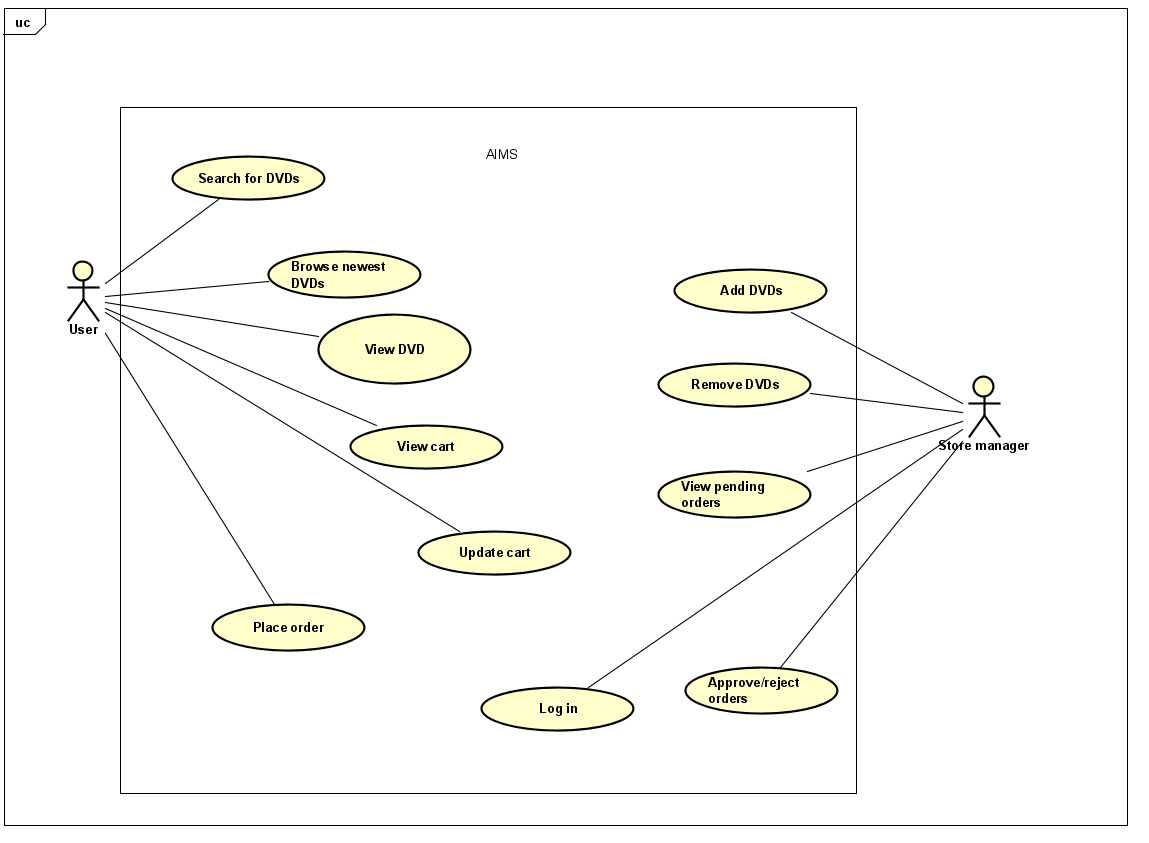 uc
AIMS
Search for DVDs
Browse newest
DVDs
Add DVDs
User
View DVD
Remove DVDs
Store manager
View cart
View pending
orders
Update cart
Place order
Approve/reject
orders
Log in